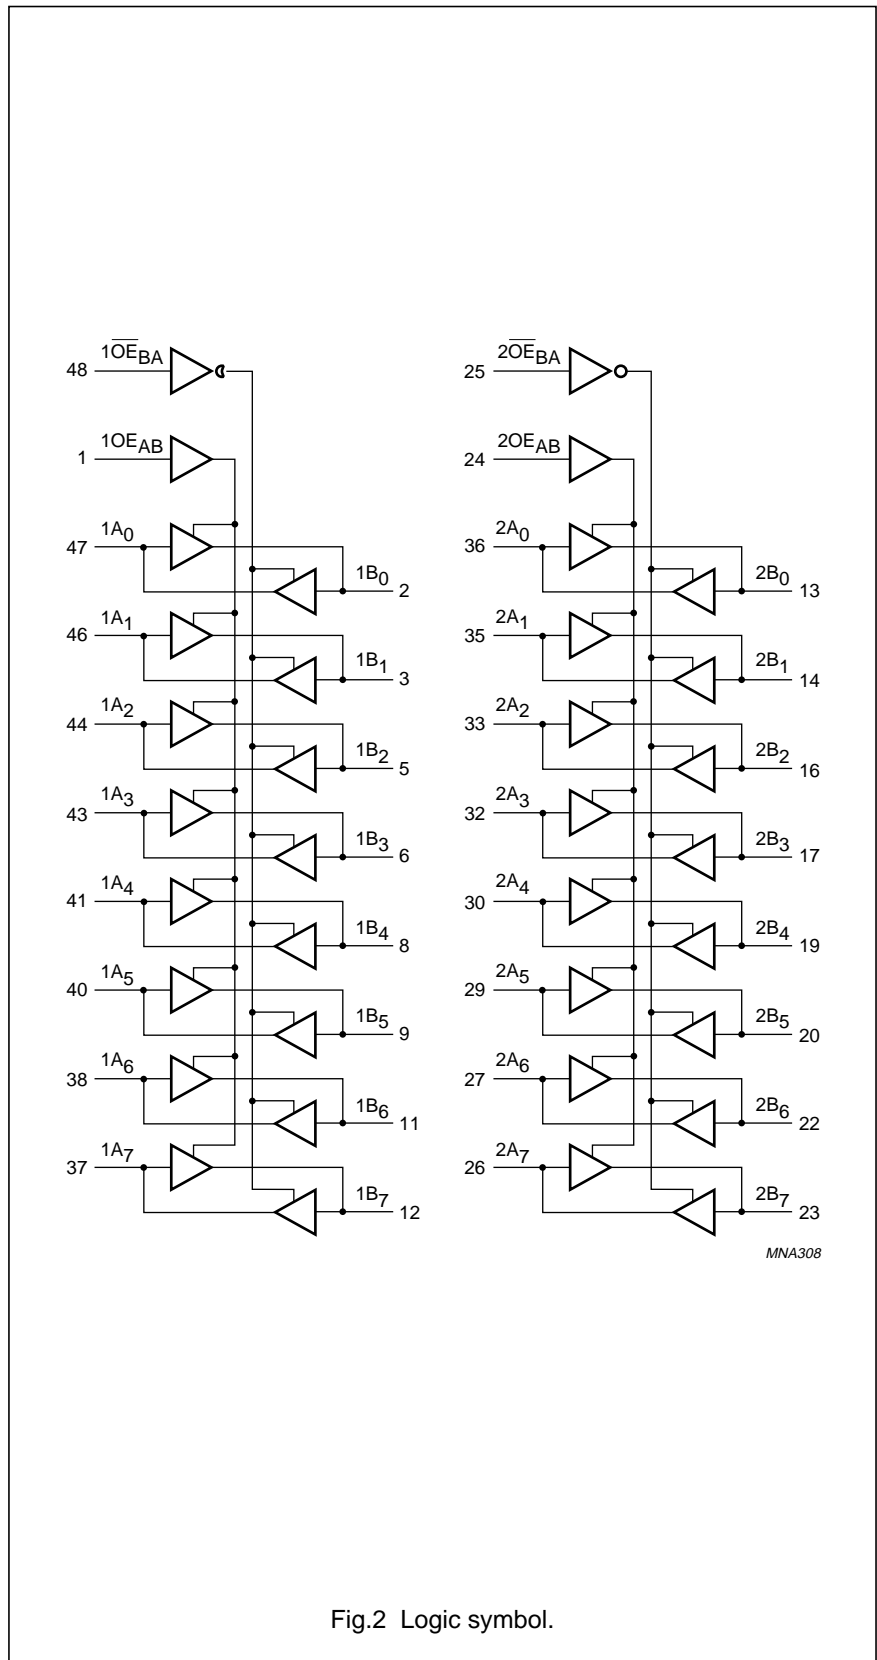 1OEBA
48
1OEAB
1
1A0
47
1B0
2
1A1
46
1B1
3
1A2
44
1B2
5
1A3
43
1B3
6
1A4
41
1B4
8
1A5
40
1B5
9
1A6
38
1B6
11
1A7
37
1B7
12
2OEBA
25
2OEAB
24
2A0
36
2B0
13
2A1
35
2B1
14
2A2
33
2B2
16
2A3
32
2B3
17
2A4
30
2B4
19
2A5
29
2B5
20
2A6
27
2B6
22
2A7
26
2B7
23
MNA308
Fig.2 Logic symbol.